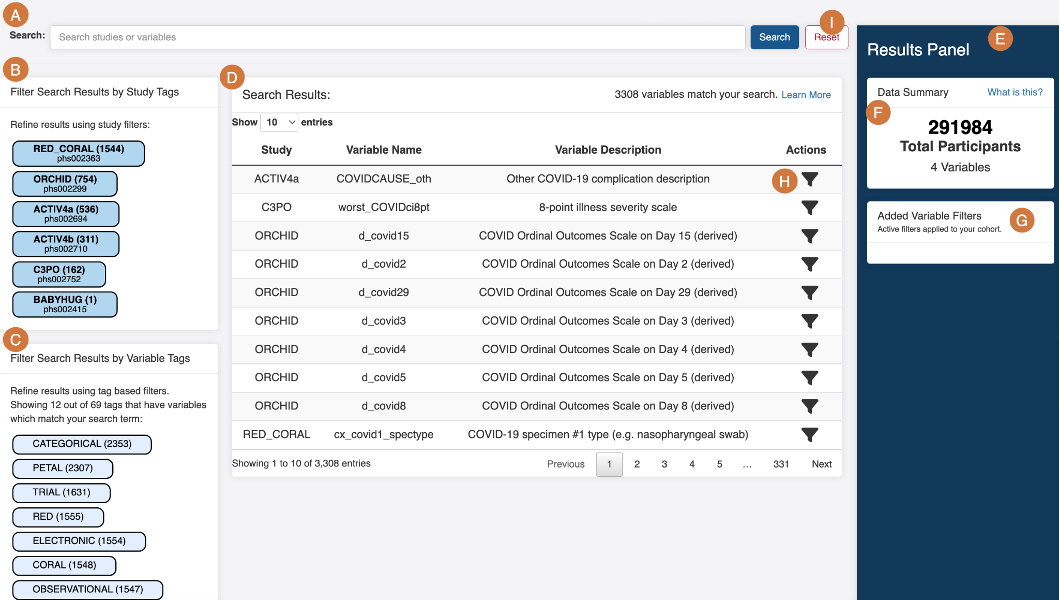 A
Search:
Search studies or variables
Search
Reset
I
B
Filter Search Results by Study Tags
Refine results using study filters:
RED_CORAL (1544)
phs002363
ORCHID (754)
phs002299
ACTIV4a (536)
phs002694
ACTIV4b (311)
phs002710
C3PO (162)
phs002752
BABYHUG (1)
phs002415
C
Filter Search Results by Variable Tags
Refine results using tag based filters.
Showing 12 out of 69 tags that have variables
which match your search term:
CATEGORICAL (2353)
PETAL (2307)
TRIAL (1631)
RED (1555)
ELECTRONIC (1554)
CORAL (1548)
OBSERVATIONAL (1547)
D
Search Results:
3308 variables match your search. Learn More
Show 10 entries
Study Variable Name Variable Description Actions
ACTIV4a COVIDCAUSE_oth Other COVID-19 complication description H
C3PO worst_COVIDci8pt 8-point illness severity scale
ORCHID d_covid15 COVID Ordinal Outcomes Scale on Day 15 (derived)
ORCHID d_covid2 COVID Ordinal Outcomes Scale on Day 2 (derived)
ORCHID d_covid29 COVID Ordinal Outcomes Scale on Day 29 (derived)
ORCHID d_covid3 COVID Ordinal Outcomes Scale on Day 3 (derived)
ORCHID d_covid4 COVID Ordinal Outcomes Scale on Day 4 (derived)
ORCHID d_covid5 COVID Ordinal Outcomes Scale on Day 5 (derived)
ORCHID d_covid8 COVID Ordinal Outcomes Scale on Day 8 (derived)
RED_CORAL cx_covid1_spectype COVID-19 specimen #1 type (e.g. nasopharyngeal swab)
Showing 1 to 10 of 3,308 entries
Previous 1 2 3 4 5 ... 331 Next
Results Panel
E
Data Summary What is this?
F
291984
Total Participants
4 Variables
Added Variable Filters
Active filters applied to your cohort.
G